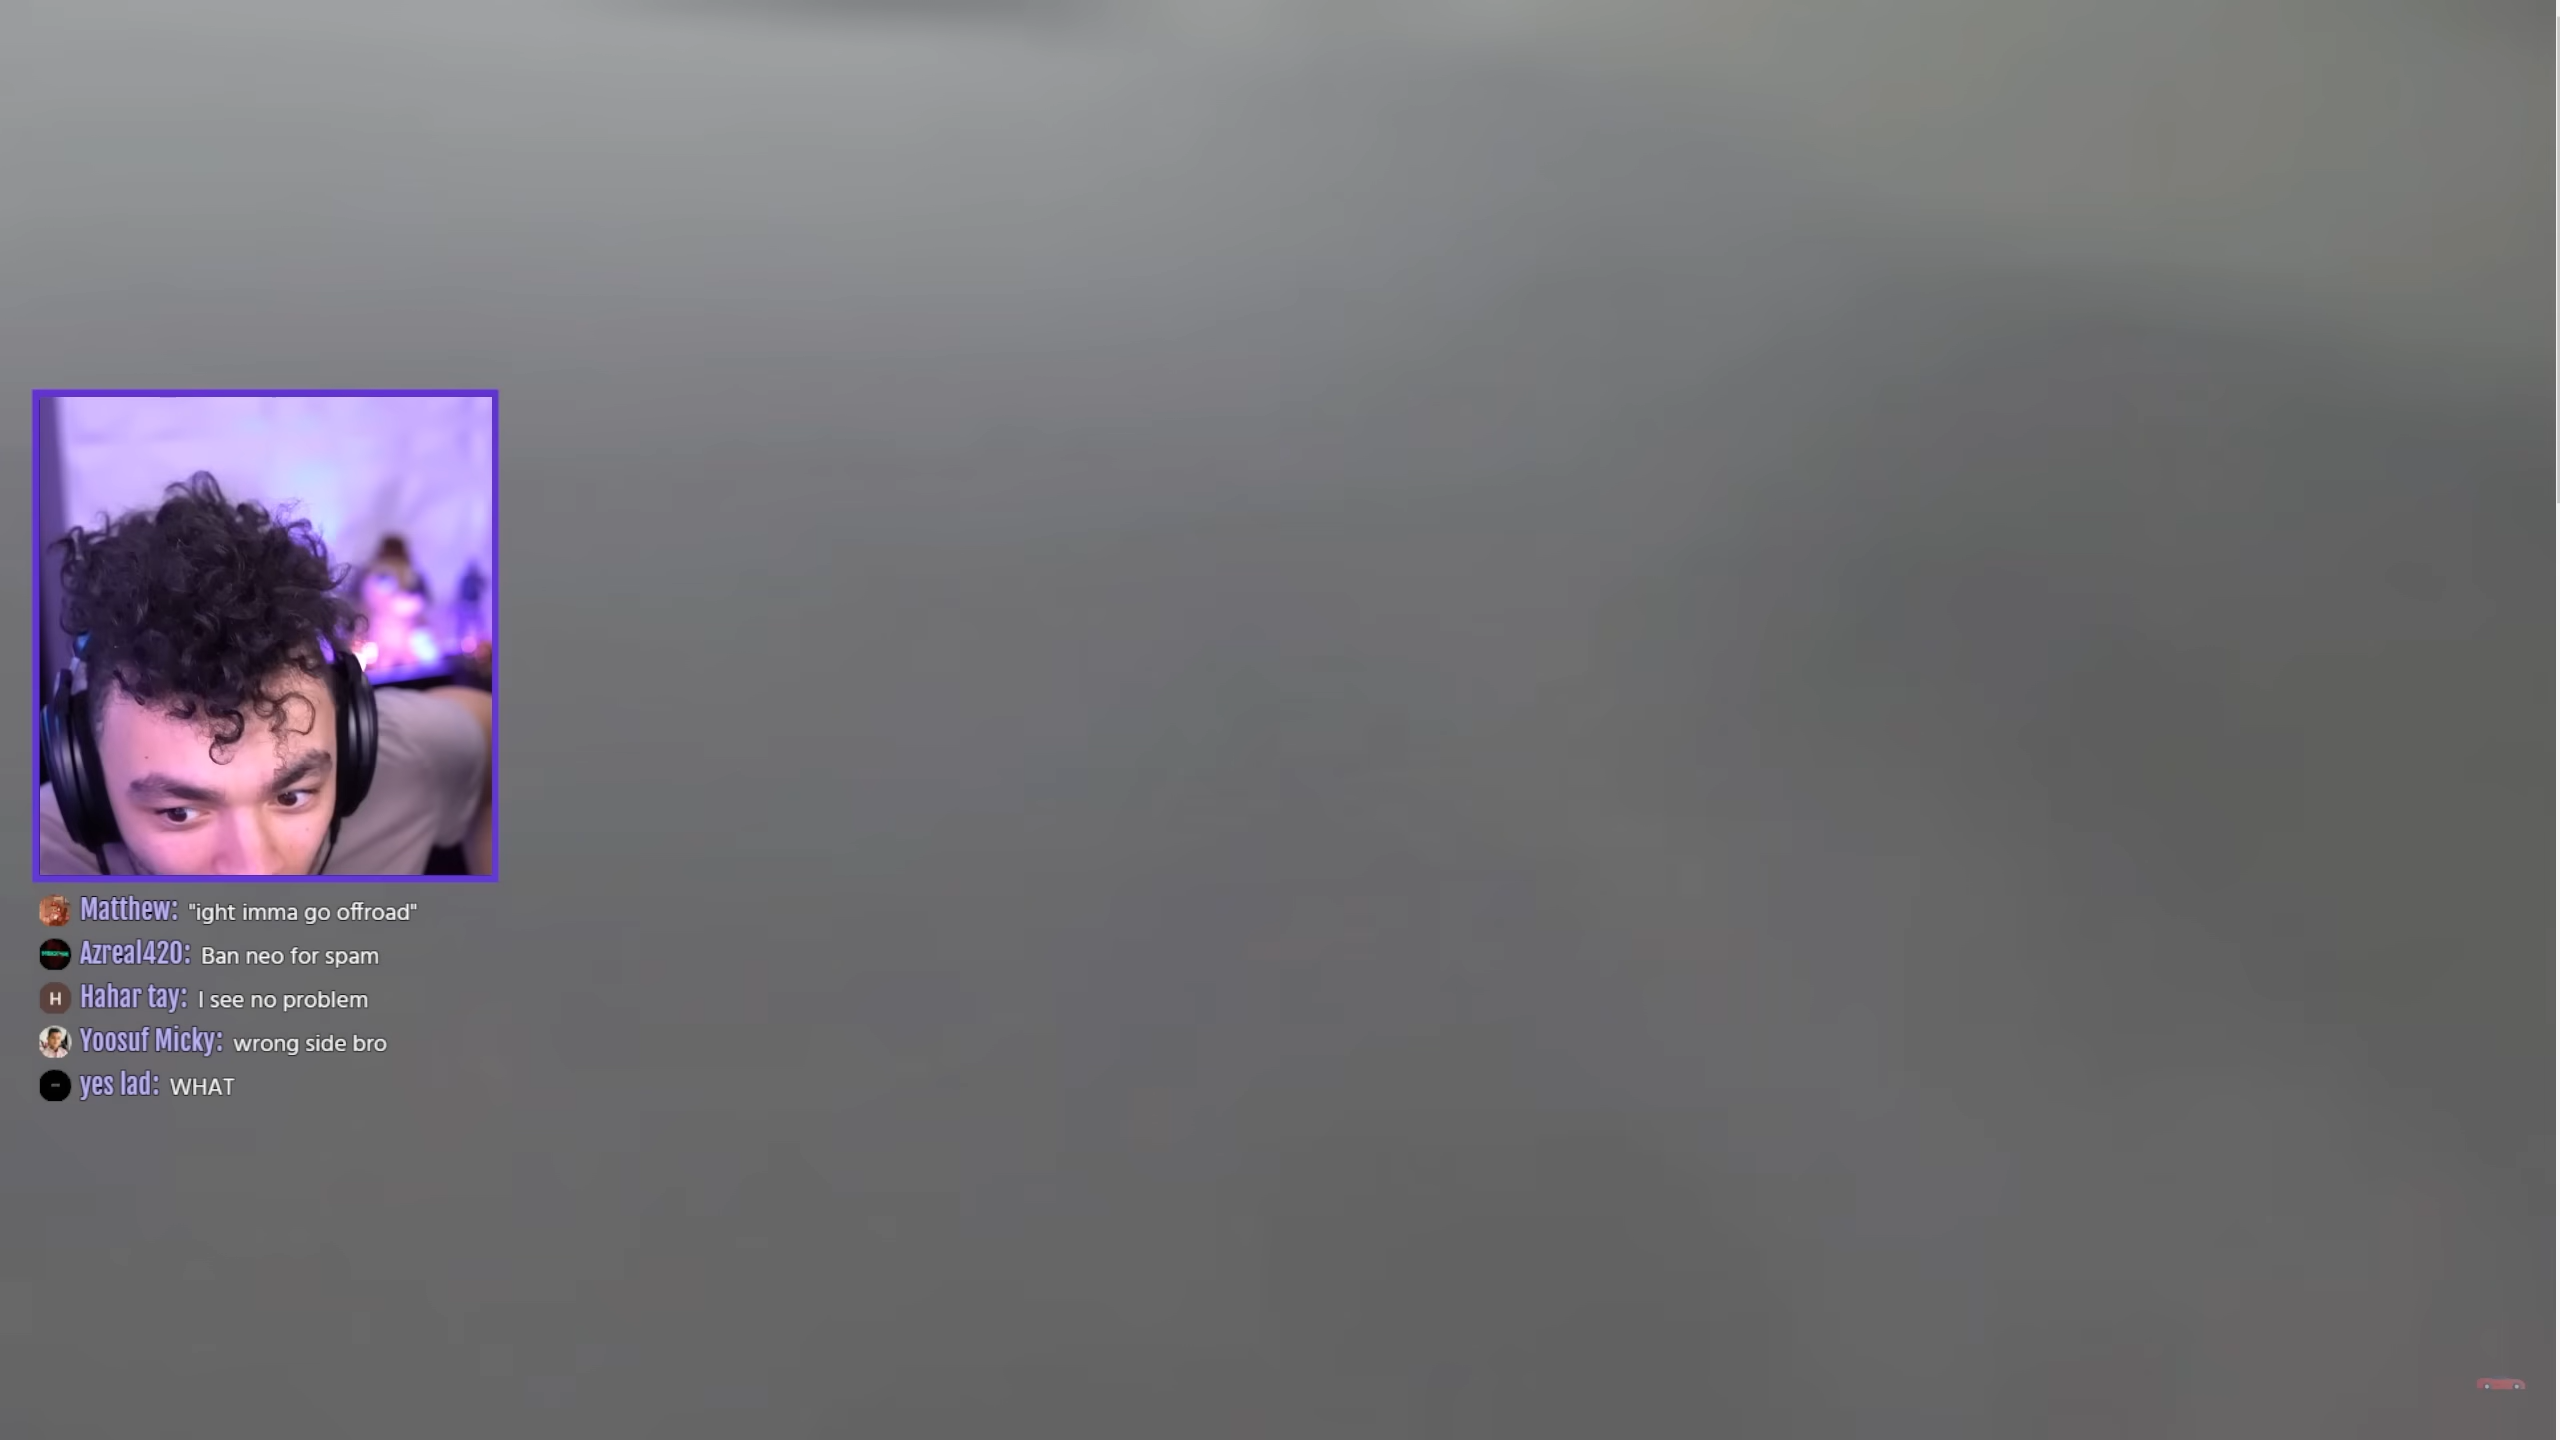 Matthew: "ight imma go offroad"
Azreal420: Ban neo for spam
H Hahar tay: I see no problem
Yoosuf Micky: wrong side bro
yes lad: WHAT